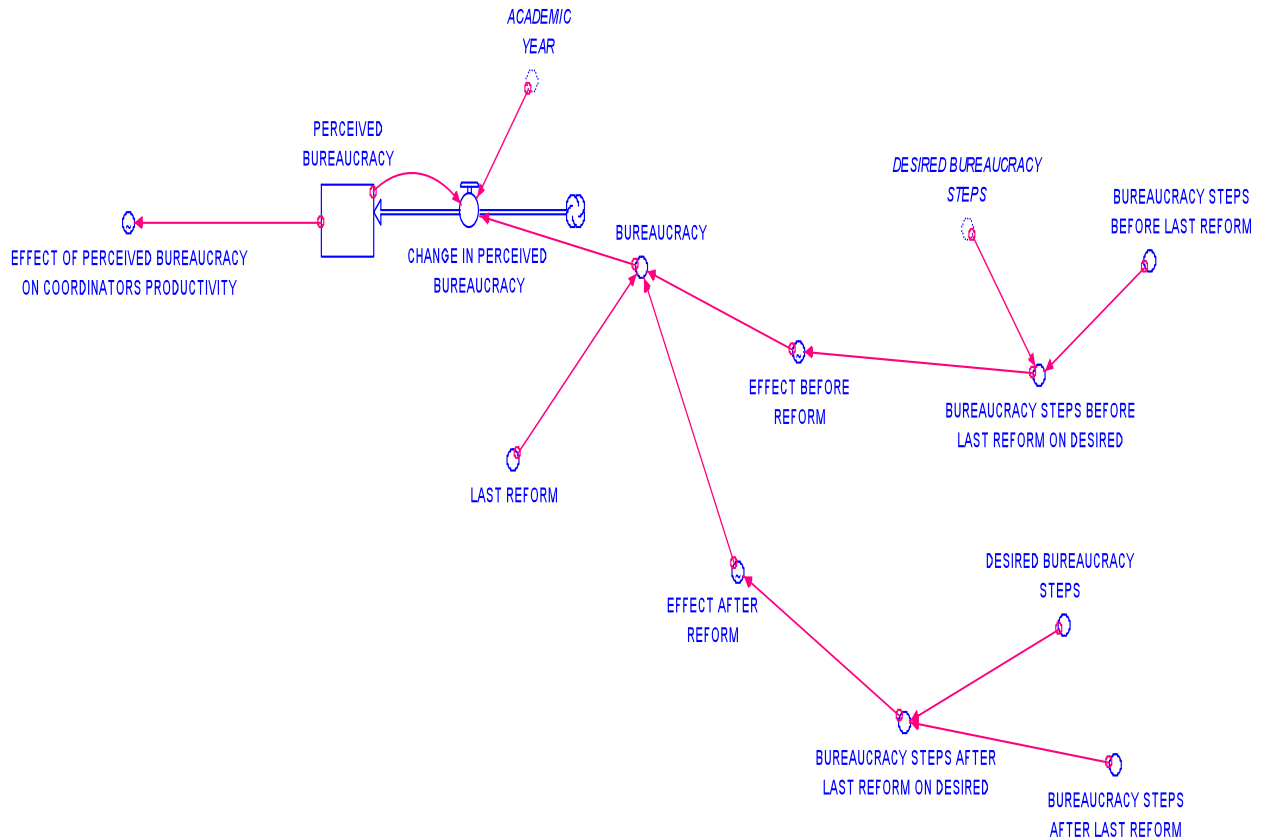 ACADEMIC
YEAR
PERCEIVED
BUREAUCRACY
DESIRED BUREAUCRACY
STEPS
BUREAUCRACY STEPS
BEFORE LAST REFORM
BUREAUCRACY
EFFECT OF PERCEIVED BUREAUCRACY
ON COORDINATORS PRODUCTIVITY
CHANGE IN PERCEIVED
BUREAUCRACY
EFFECT BEFORE
REFORM
BUREAUCRACY STEPS BEFORE
LAST REFORM ON DESIRED
LAST REFORM
DESIRED BUREAUCRACY
STEPS
EFFECT AFTER
REFORM
BUREAUCRACY STEPS AFTER
LAST REFORM ON DESIRED
BUREAUCRACY STEPS
AFTER LAST REFORM